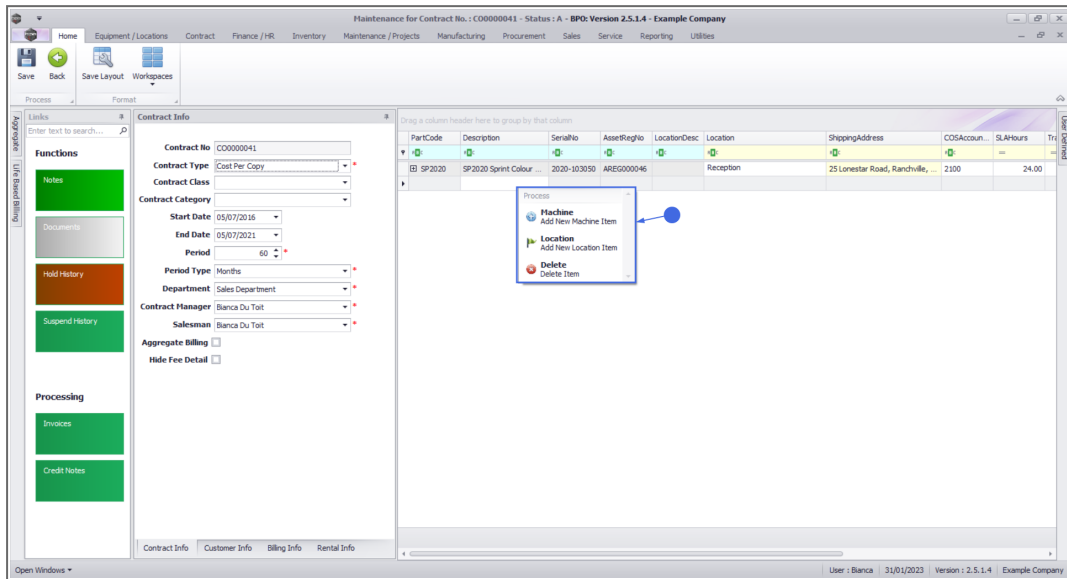 Maintenance for Contract No. : CO0000041 - Status : A - BPO: Version 2.5.1.4 - Example Company
Home Equipment / Locations Contract Finance / HR Inventory Maintenance / Projects Manufacturing Procurement Sales Service Reporting Utilities
Save Back Save Layout Workspaces
Process Format
Aggregate
Life Based Billing
Links
Enter text to search...
Functions
Notes
Documents
Hold History
Suspend History
Processing
Invoices
Credit Notes
Contract Info
Contract No CO0000041
Contract Type Cost Per Copy *
Contract Class
Contract Category
Start Date 05/07/2016
End Date 05/07/2021
Period 60 *
Period Type Months *
Department Sales Department *
Contract Manager Bianca Du Toit *
Salesman Bianca Du Toit *
Aggregate Billing
Hide Fee Detail
Contract Info Customer Info Billing Info Rental Info
Drag a column header here to group by that column
PartCode Description SerialNo AssetRegNo LocationDesc Location ShippingAddress COSAccoun... SLAHours Tra
SP2020 SP2020 Sprint Colour ... 2020-103050 AREG000046 Reception 25 Lonestar Road, Randhville, ... 2100 24.00
Process
Machine
Add New Machine Item
Location
Add New Location Item
Delete
Delete Item
User Defined
Open Windows User : Bianca 31/01/2023 Version : 2.5.1.4 Example Company